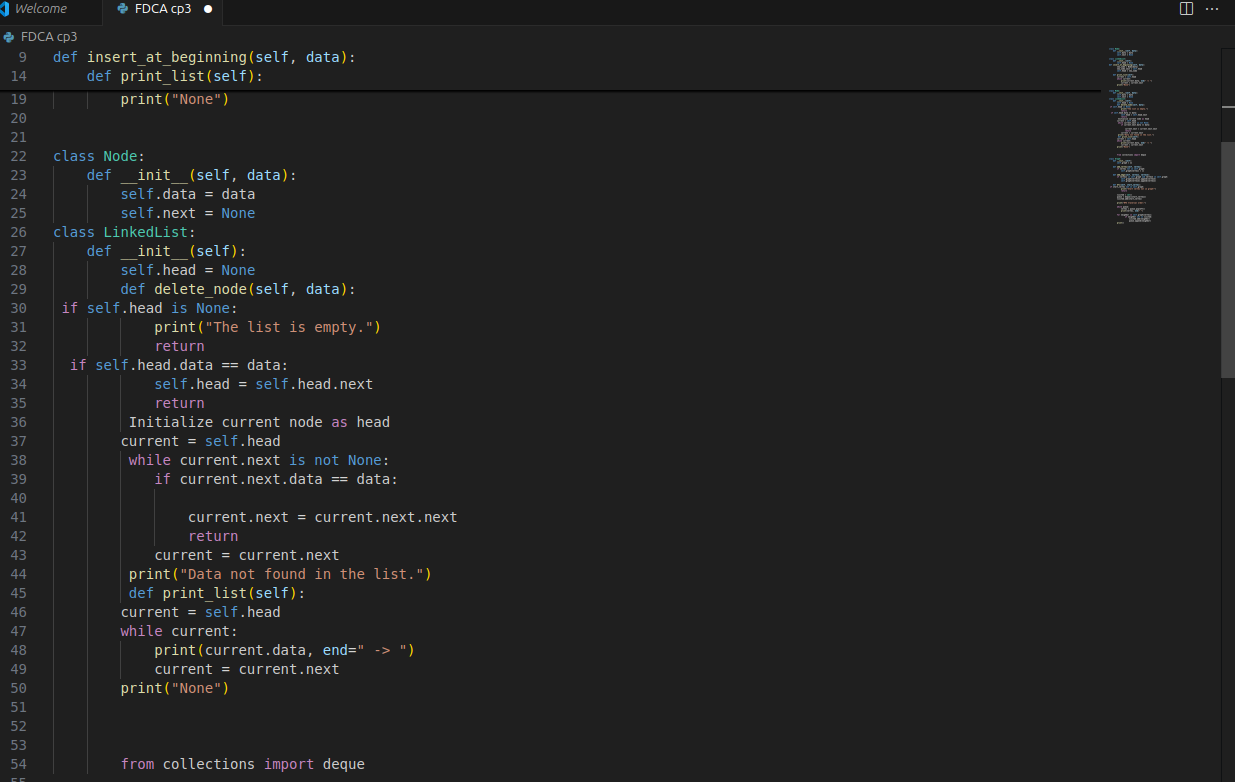 Welcome
FDCA cp3
FDCA cp3
9 def insert_at_beginning(self, data):
14     def print_list(self):
19         print("None")
20
21
22 class Node:
23     def __init__(self, data):
24         self.data = data
25         self.next = None
26 class LinkedList:
27     def __init__(self):
28         self.head = None
29         def delete_node(self, data):
30  if self.head is None:
31             print("The list is empty.")
32             return
33   if self.head.data == data:
34             self.head = self.head.next
35             return
36          Initialize current node as head
37         current = self.head
38          while current.next is not None:
39             if current.next.data == data:
40
41                 current.next = current.next.next
42                 return
43             current = current.next
44          print("Data not found in the list.")
45          def print_list(self):
46         current = self.head
47         while current:
48             print(current.data, end=" -> ")
49             current = current.next
50         print("None")
51
52
53
54         from collections import deque
55